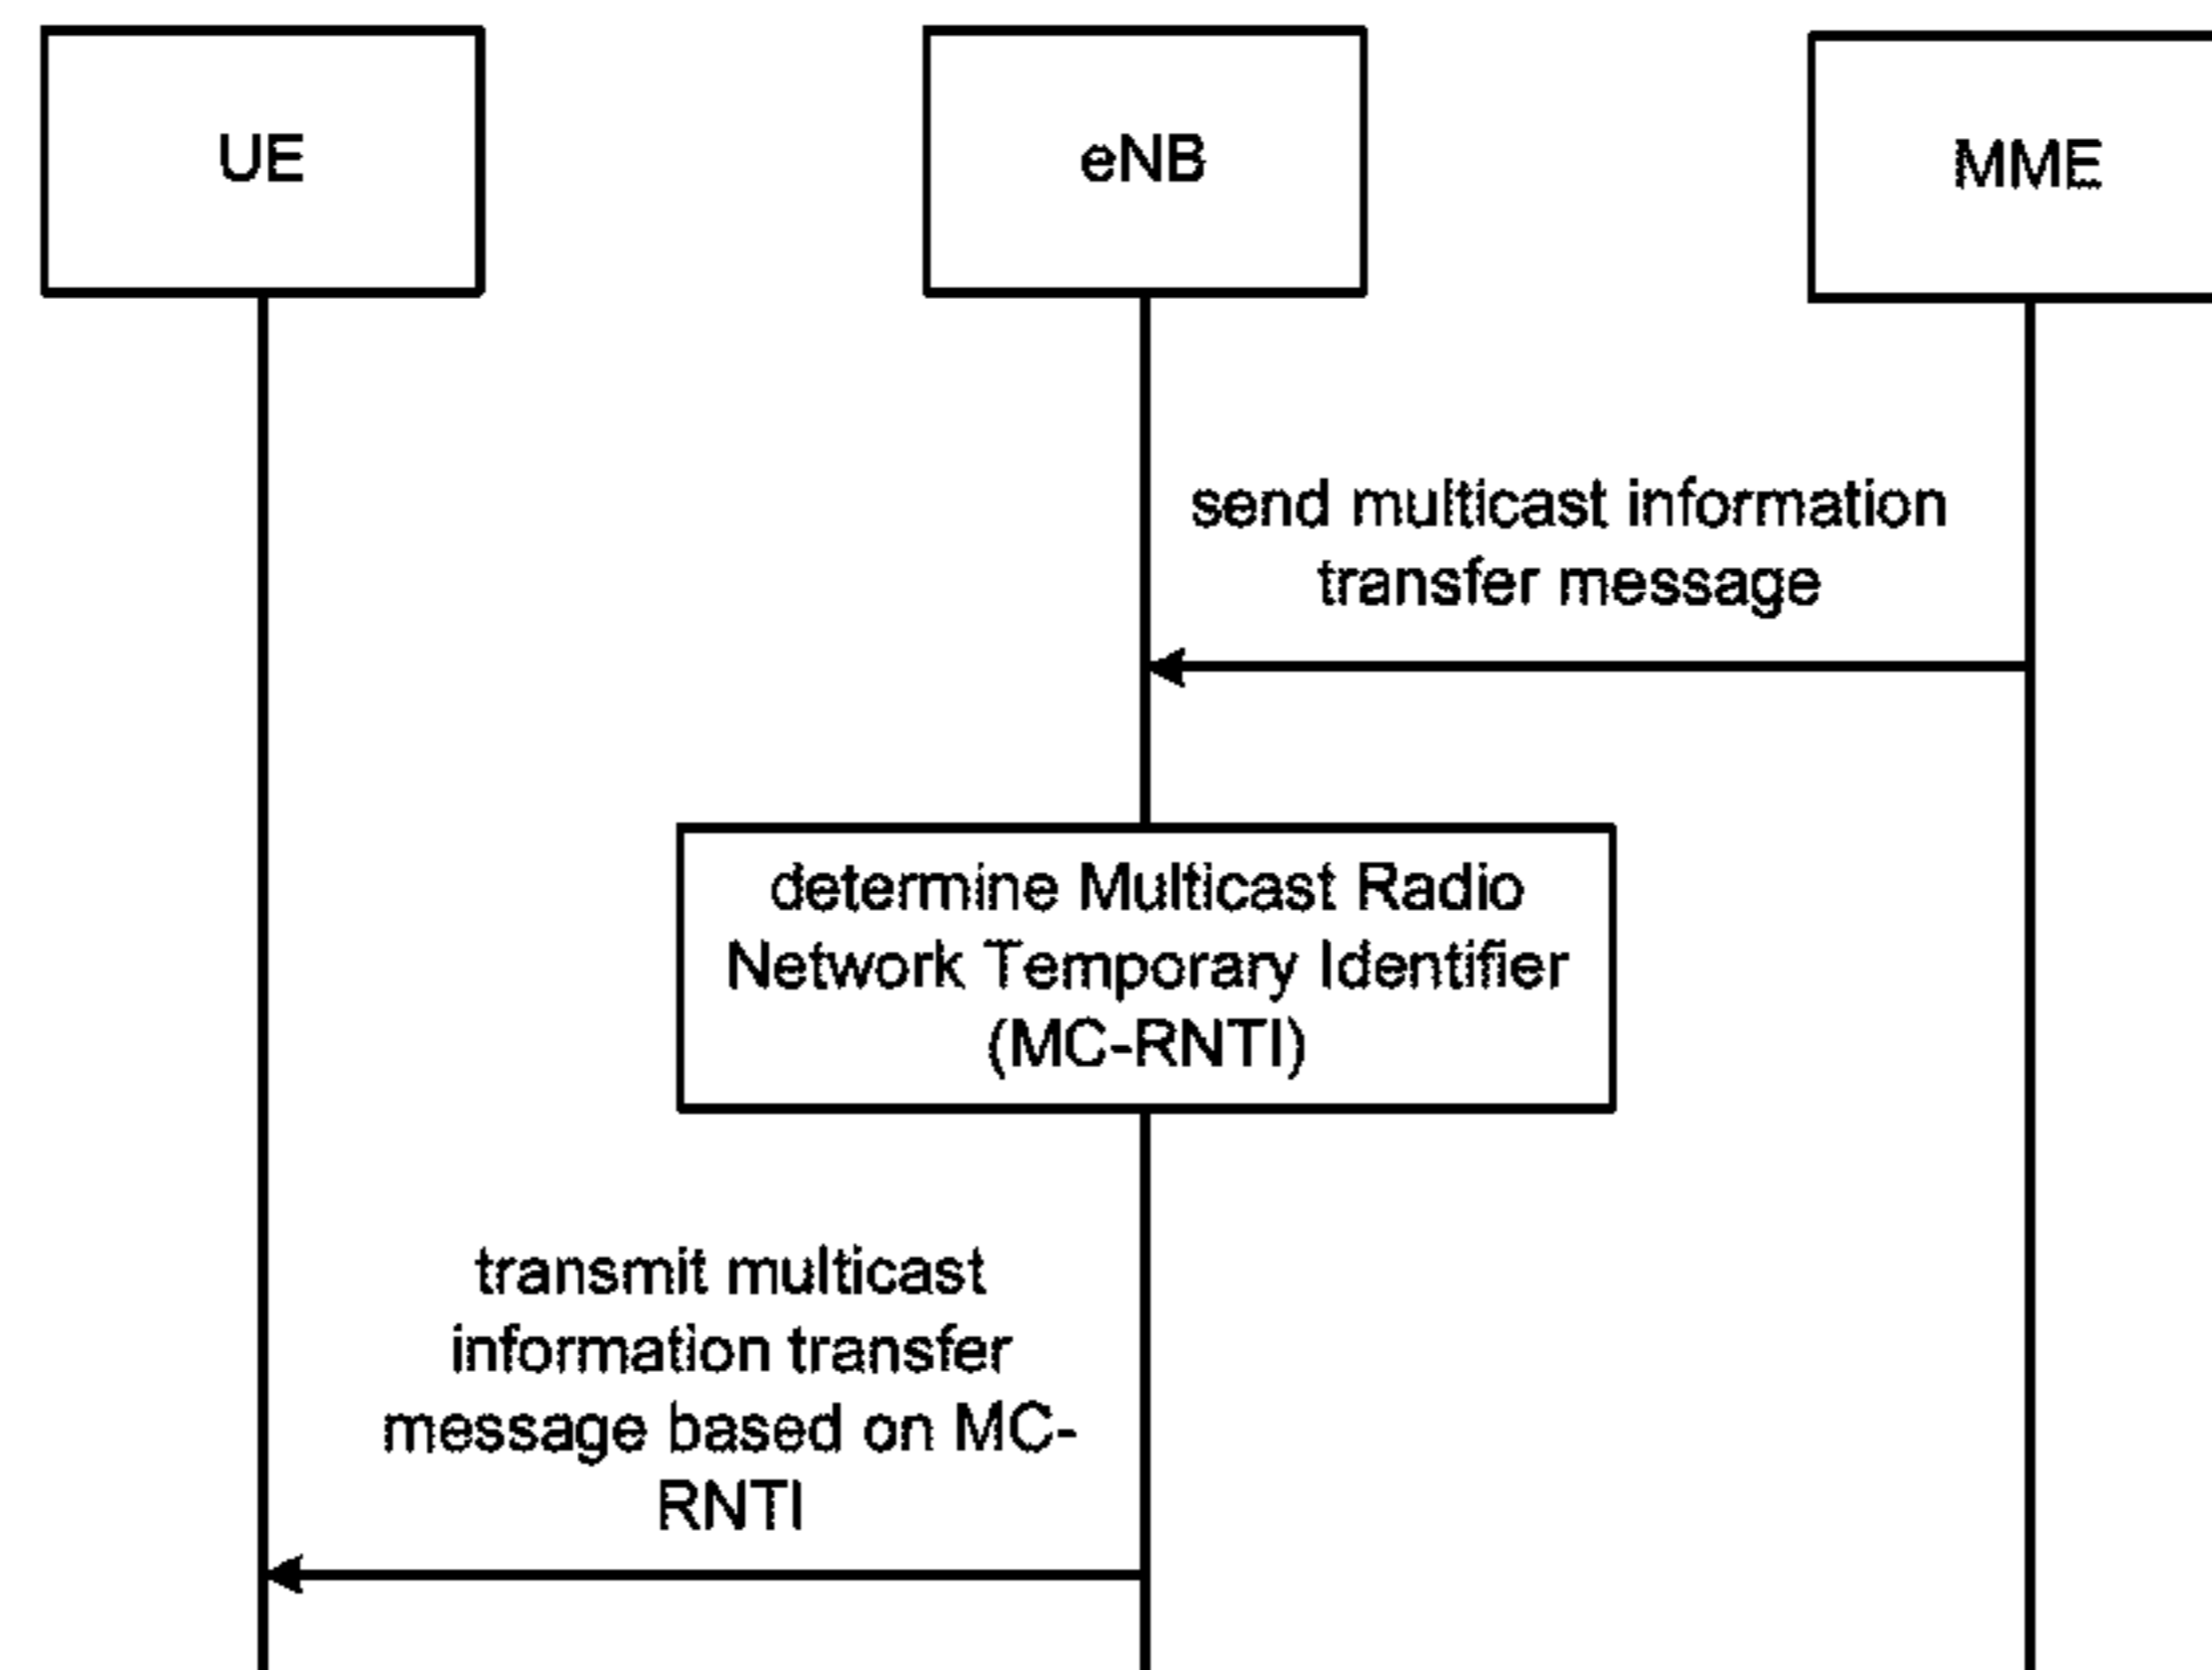 UE
eNB
MME
send multicast information
transfer message
determine Multicast Radio
Network Temporary Identifier
(MC-RNTI)
transmit multicast
information transfer
message based on MC-
RNTI